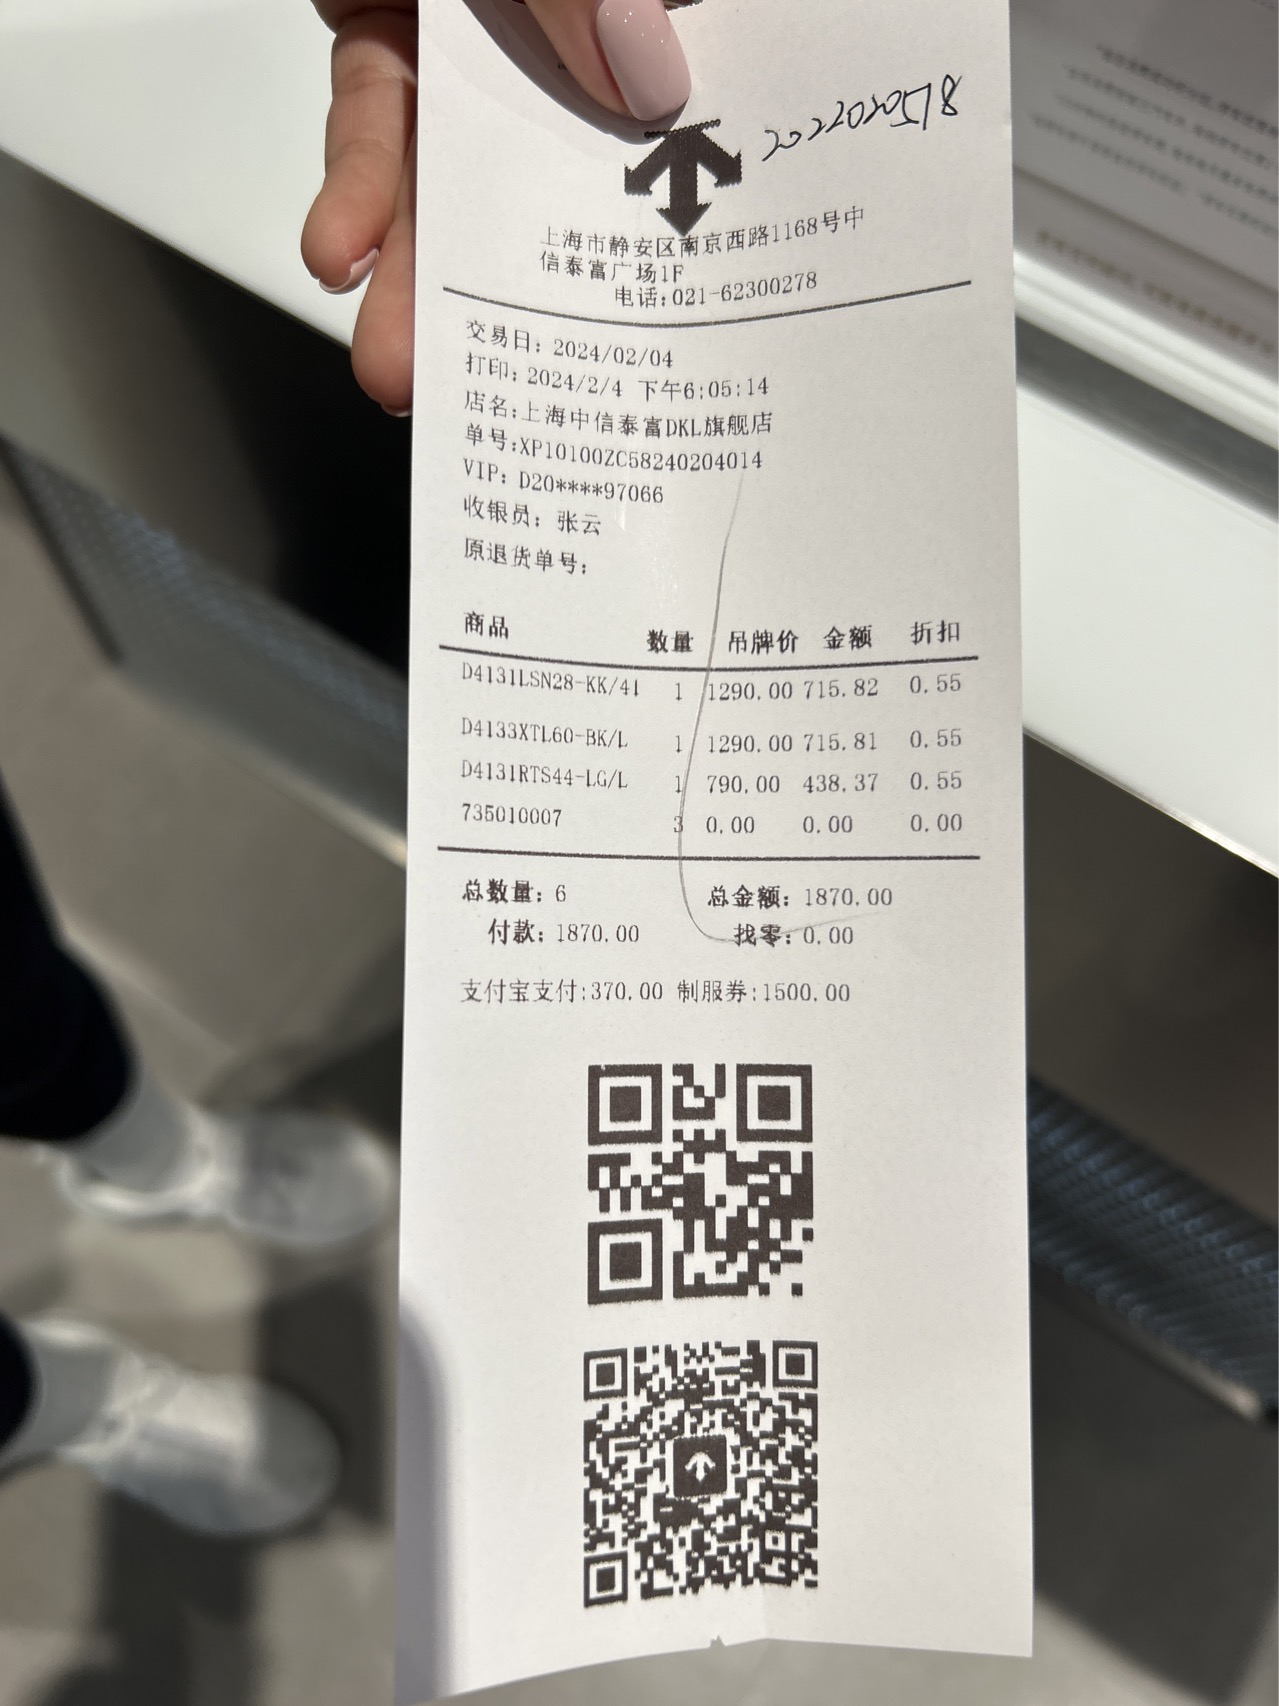 2022020578
上海市静安区南京西路1168号中
信泰富广场1F
电话:021-62300278
交易日: 2024/02/04
打印: 2024/2/4 下午6:05:14
店名:上海中信泰富DKL旗舰店
单号:XP10100ZC58240204014
VIP: D20****97066
收银员: 张云
原退货单号:
商品 数量 吊牌价 金额 折扣
D4131LSN28-KK/41 1 1290.00 715.82 0.55
D4133XTL60-BK/L 1 1290.00 715.81 0.55
D4131RTS44-LG/L 1 790.00 438.37 0.55
735010007 3 0.00 0.00 0.00
总数量: 6 总金额: 1870.00
付款: 1870.00 找零: 0.00
支付宝支付:370.00 制服券:1500.00